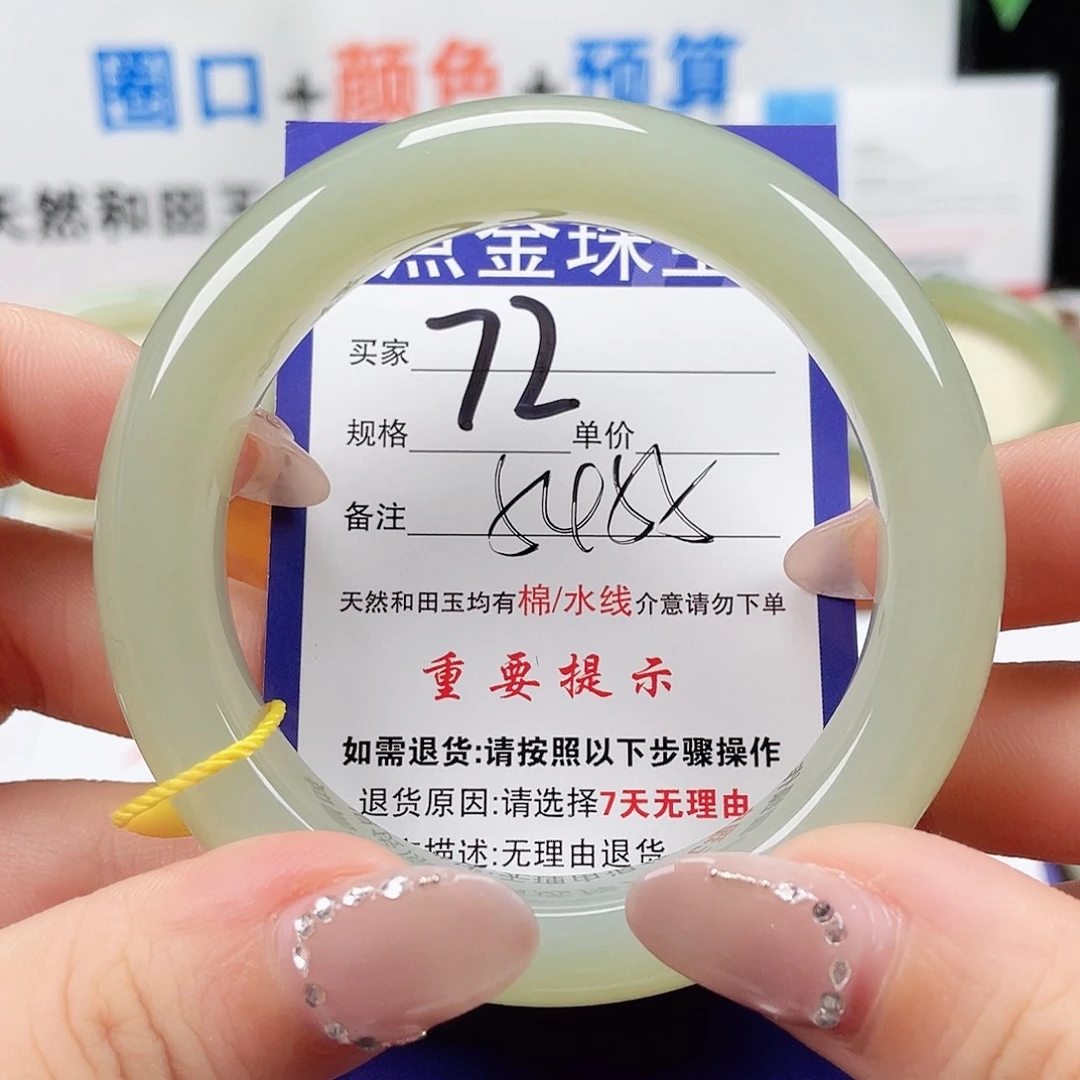 圈口+颜色+预算
天然和田玉
点金珠宝
买家 72
规格 单价
备注
天然和田玉均有棉/水线介意请勿下单
重要提示
如需退货:请按照以下步骤操作
退货原因:请选择7天无理由
描述:无理由退货